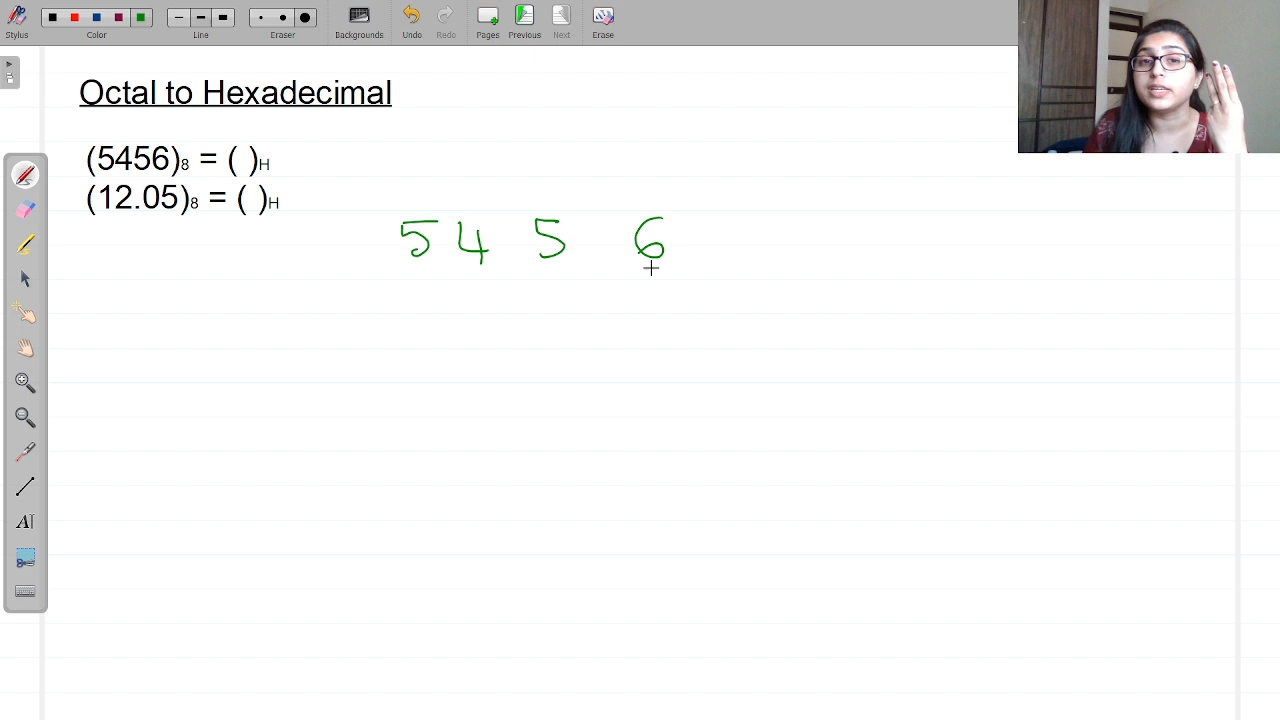 Stylus Color Line Eraser Backgrounds Undo Redo Pages Previous Next Erase
Octal to Hexadecimal
(5456)₈ = ( )H
(12.05)₈ = ( )H
5 4 5 6
A